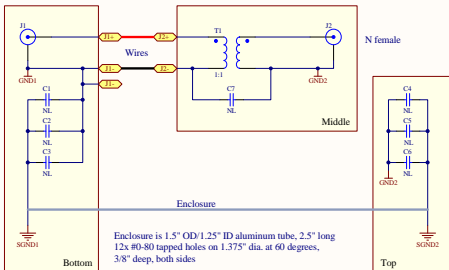 J1
J1+
J2+
T1
J2
N female
Wires
GND1
J1-
J2-
1:1
GND2
J1-
C1
NL
C7
NL
C4
NL
C2
NL
Middle
C5
NL
C3
NL
C6
NL
GND2
Enclosure
SGND1
SGND2
Enclosure is 1.5" OD/1.25" ID aluminum tube, 2.5" long
12x #0-80 tapped holes on 1.375" dia. at 60 degrees,
3/8" deep, both sides
Bottom
Top